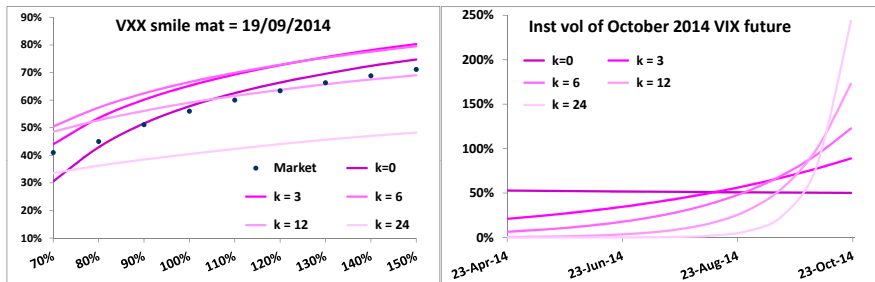 VXX smile mat = 19/09/2014
90%
80%
70%
60%
50%
40%
30%
20%
10%
Market
k=0
k = 3
k = 6
k = 12
k = 24
70%
80%
90%
100%
110%
120%
130%
140%
150%
Inst vol of October 2014 VIX future
250%
200%
150%
100%
50%
0%
k=0
k = 3
k = 6
k = 12
k = 24
23-Apr-14
23-Jun-14
23-Aug-14
23-Oct-14